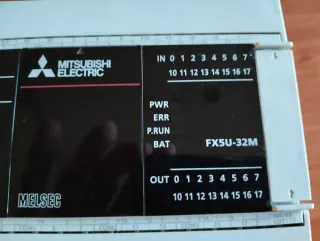 MITSUBISHI
ELECTRIC
IN 0 1 2 3 4 5 6 7
10 11 12 13 14 15 16 17
PWR
ERR
P.RUN
BAT
FX5U-32M
OUT 0 1 2 3 4 5 6 7
10 11 12 13 14 15 16 17
MELSEC